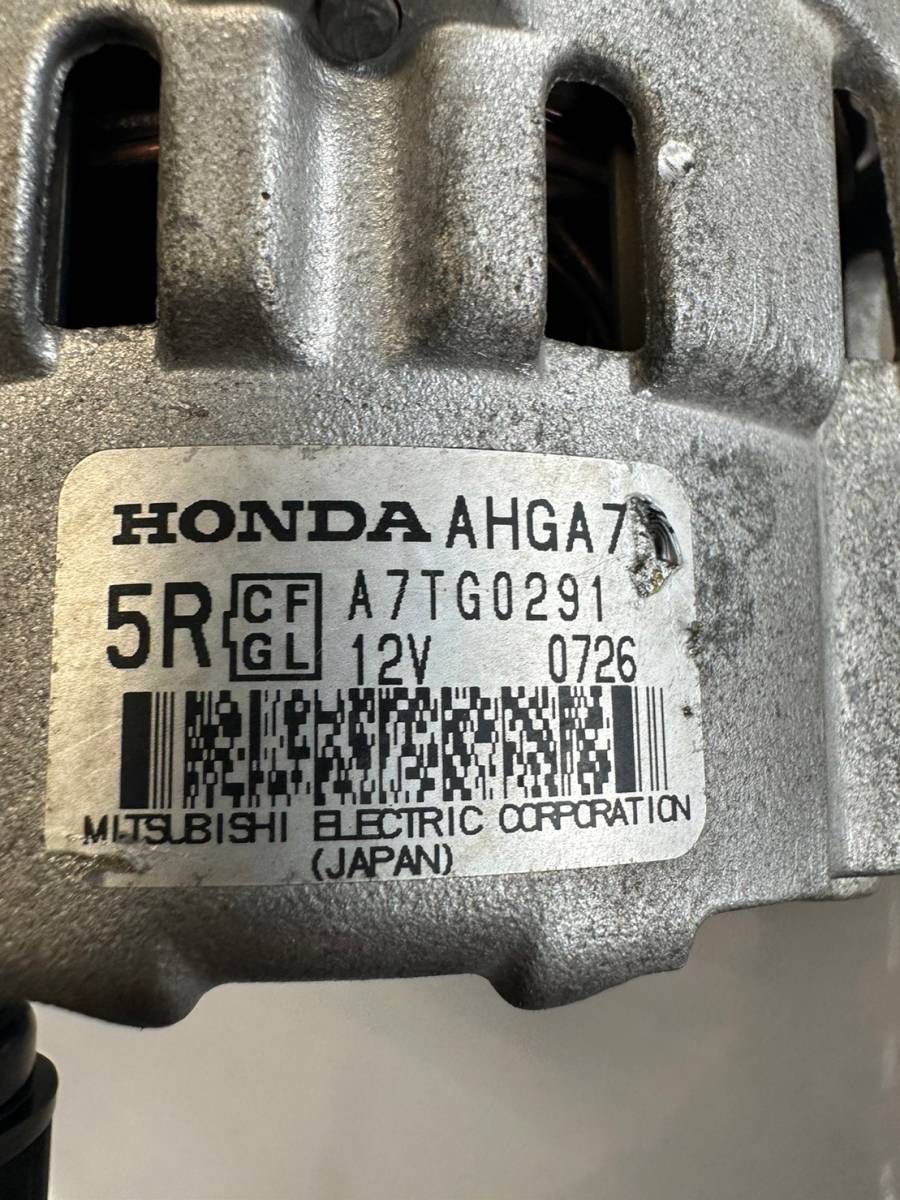 HONDA AHGA7
5R CF GL A7TG0291
12V 0726
MITSUBISHI ELECTRIC CORPORATION
(JAPAN)